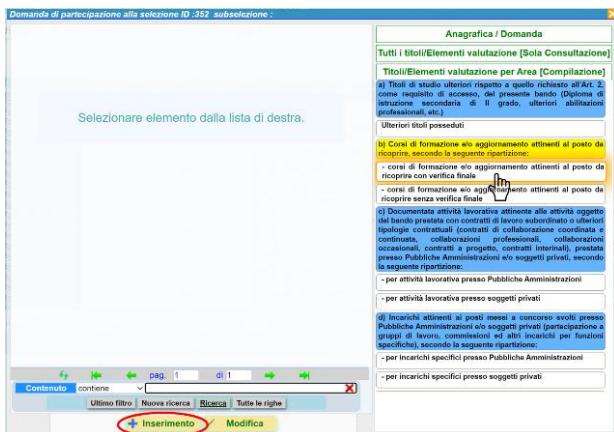 Domanda di partecipazione alla selezione ID :352 subselezione :
Selezionare elemento dalla lista di destra.
pag. 1 di 1
Contenuto contiene
Ultimo filtro Nuova ricerca Ricerca Tutte le righe
Inserimento Modifica
Anagrafica / Domanda
Tutti i titoli/Elementi valutazione [Sola Consultazione]
Titoli/Elementi valutazione per Area [Compilazione]
a) Titoli di studio ulteriori rispetto a quello richiesto all'Art. 2,
come requisito di accesso, del presente bando (Diploma di
istruzione secondaria di II grado, ulteriori abilitazioni
professionali, etc.)
Ulteriori titoli posseduti
b) Corsi di formazione e/o aggiornamento attinenti al posto da
ricoprire, secondo la seguente ripartizione:
- corsi di formazione e/o aggiornamento attinenti al posto da
ricoprire con verifica finale
- corsi di formazione e/o aggiornamento attinenti al posto da
ricoprire senza verifica finale
c) Documentata attività lavorativa attinente alle attività oggetto
del bando prestata con contratti di lavoro subordinato o ulteriori
tipologie contrattuali (contratti di collaborazione coordinata e
continuata, collaborazioni professionali, collaborazioni
occasionali, contratti a progetto, contratti interinali), prestata
presso Pubbliche Amministrazioni e/o soggetti privati, secondo
la seguente ripartizione:
- per attività lavorativa presso Pubbliche Amministrazioni
- per attività lavorativa presso soggetti privati
d) Incarichi attinenti ai posti messi a concorso svolti presso
Pubbliche Amministrazioni e/o soggetti privati (partecipazione a
gruppi di lavoro, commissioni ed altri incarichi per funzioni
specifiche), secondo la seguente ripartizione:
- per incarichi specifici presso Pubbliche Amministrazioni
- per incarichi specifici presso soggetti privati